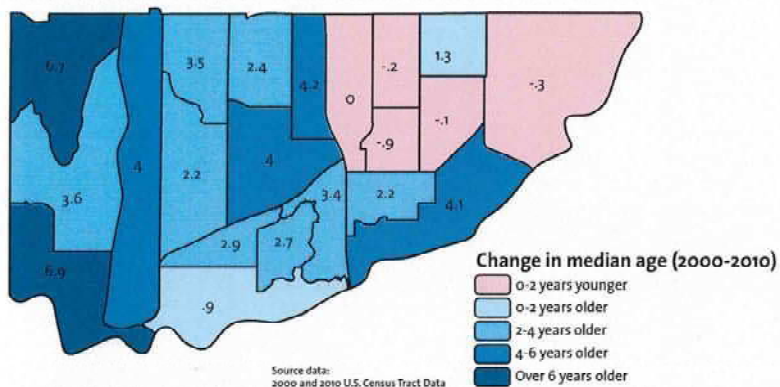 6.7
3.5
2.4
4.2
0
-.2
1.3
-.3
-.9
-.1
3.6
4
2.2
4
3.4
2.2
4.1
2.9
2.7
6.9
.9
Change in median age (2000-2010)
0-2 years younger
0-2 years older
2-4 years older
4-6 years older
Over 6 years older
Source data:
2000 and 2010 U.S. Census Tract Data